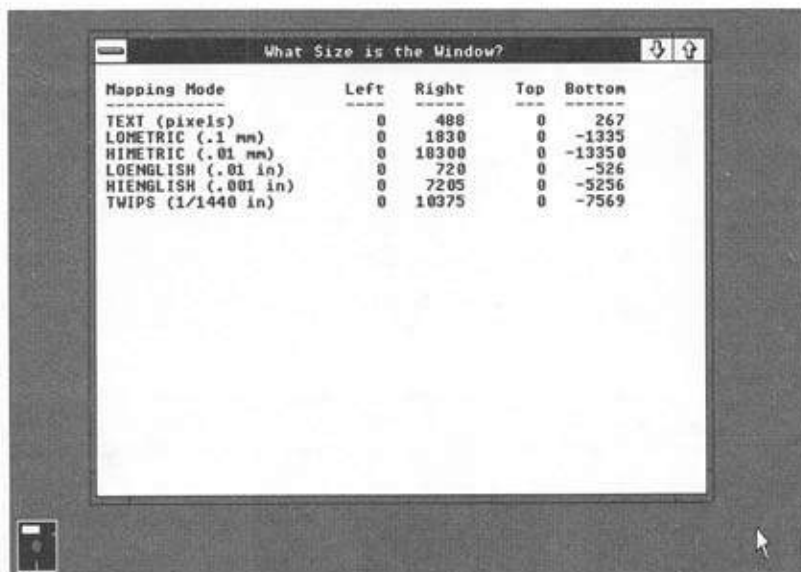 What Size is the Window?
Mapping Mode Left Right Top Bottom
------------ ---- ----- --- ------
TEXT (pixels) 0 488 0 267
LOMETRIC (.1 mm) 0 1830 0 -1335
HIMETRIC (.01 mm) 0 18300 0 -13350
LOENGLISH (.01 in) 0 720 0 -526
HIENGLISH (.001 in) 0 7205 0 -5256
TWIPS (1/1440 in) 0 10375 0 -7569